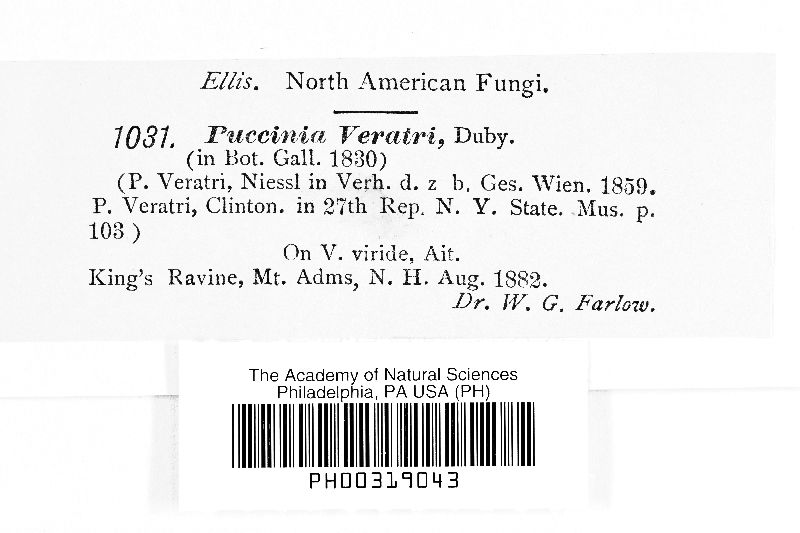 Ellis. North American Fungi.
1031. Puccinia Veratri, Duby.
(in Bot. Gall. 1830)
(P. Veratri, Niessl in Verh. d. z b. Ges. Wien. 1859.
P. Veratri, Clinton. in 27th Rep. N. Y. State. Mus. p.
103 )
On V. viride, Ait.
King's Ravine, Mt. Adms, N. H. Aug. 1882.
Dr. W. G. Farlow.
The Academy of Natural Sciences
Philadelphia, PA USA (PH)
PH00319043